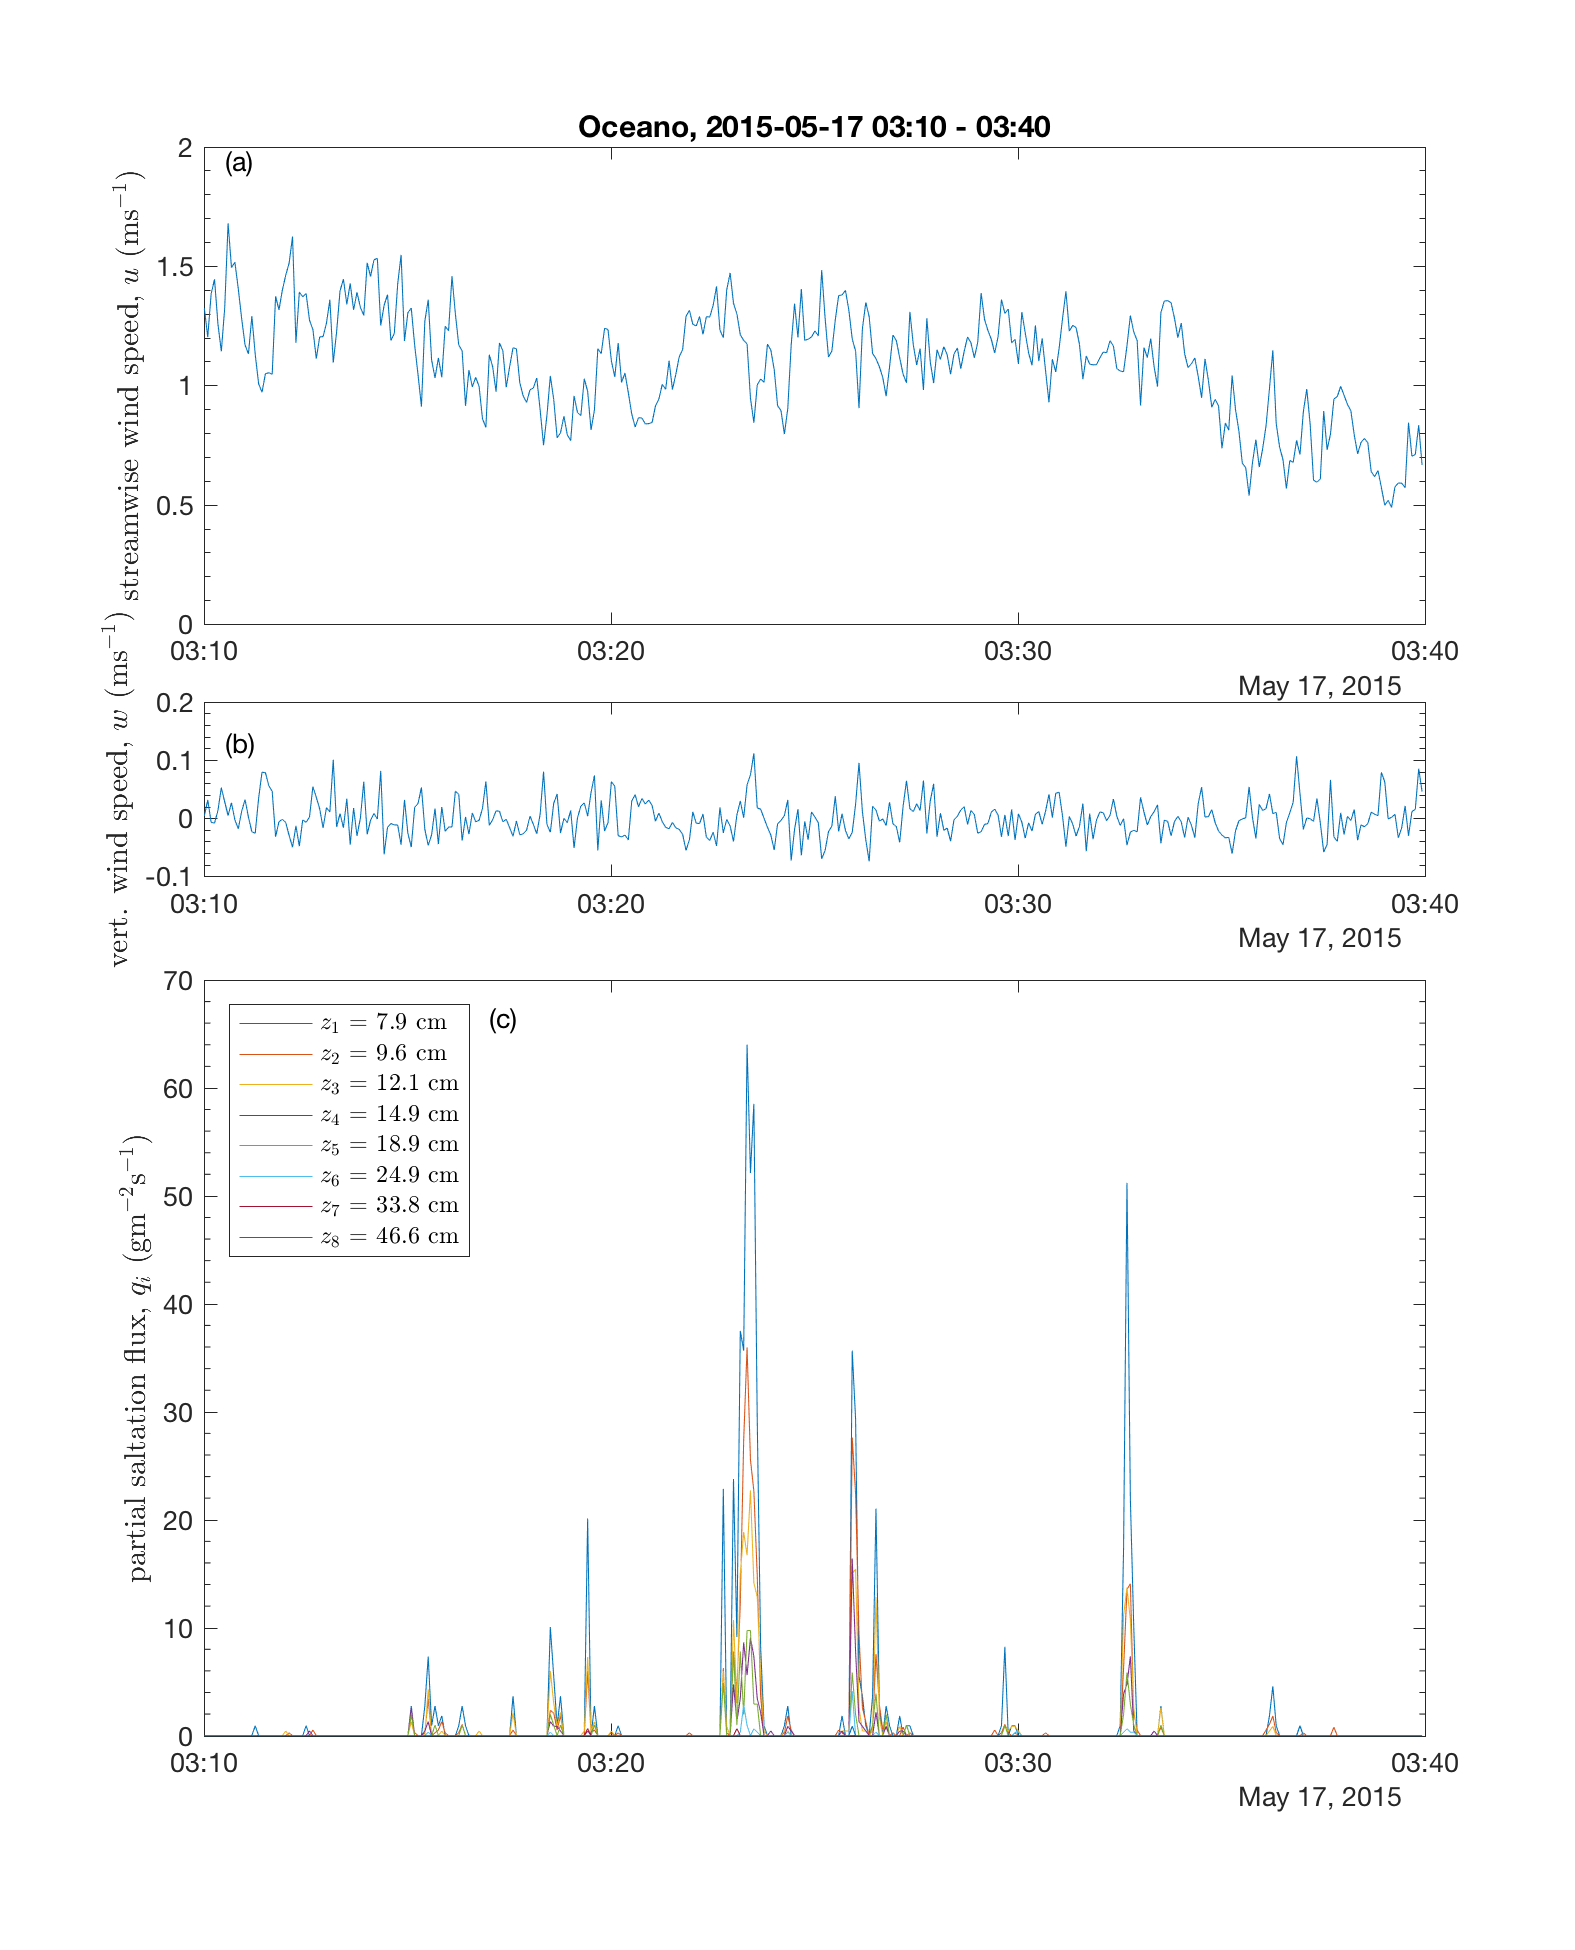 Oceano, 2015-05-17 03:10 - 03:40
(a)
streamwise wind speed, u (ms⁻¹)
2
1.5
1
0.5
0
03:10 03:20 03:30 03:40
May 17, 2015
(b)
vert. wind speed, w (ms⁻¹)
0.2
0.1
0
-0.1
03:10 03:20 03:30 03:40
May 17, 2015
(c)
partial saltation flux, qᵢ (gm⁻²s⁻¹)
70
60
50
40
30
20
10
0
z₁ = 7.9 cm
z₂ = 9.6 cm
z₃ = 12.1 cm
z₄ = 14.9 cm
z₅ = 18.9 cm
z₆ = 24.9 cm
z₇ = 33.8 cm
z₈ = 46.6 cm
03:10 03:20 03:30 03:40
May 17, 2015